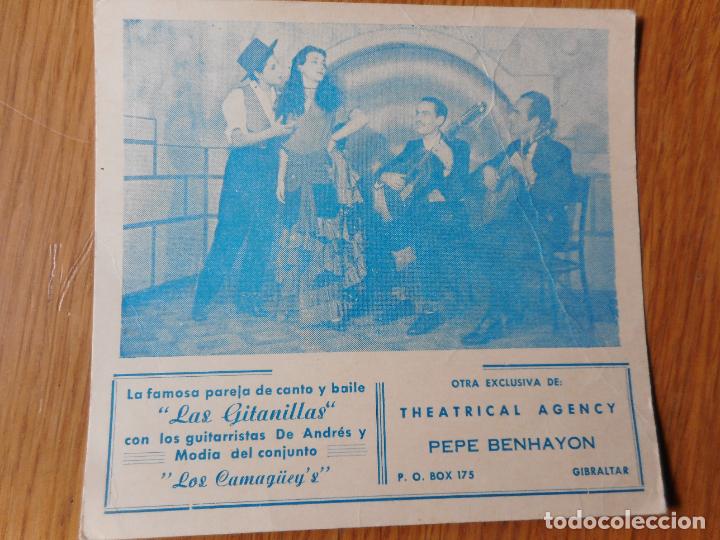 La famosa pareja de canto y baile
"Las Gitanillas"
con los guitarristas De Andrés y
Modia del conjunto
"Los Camagüey's"
OTRA EXCLUSIVA DE:
THEATRICAL AGENCY
PEPE BENHAYON
P. O. BOX 175 GIBRALTAR
todocoleccion.net